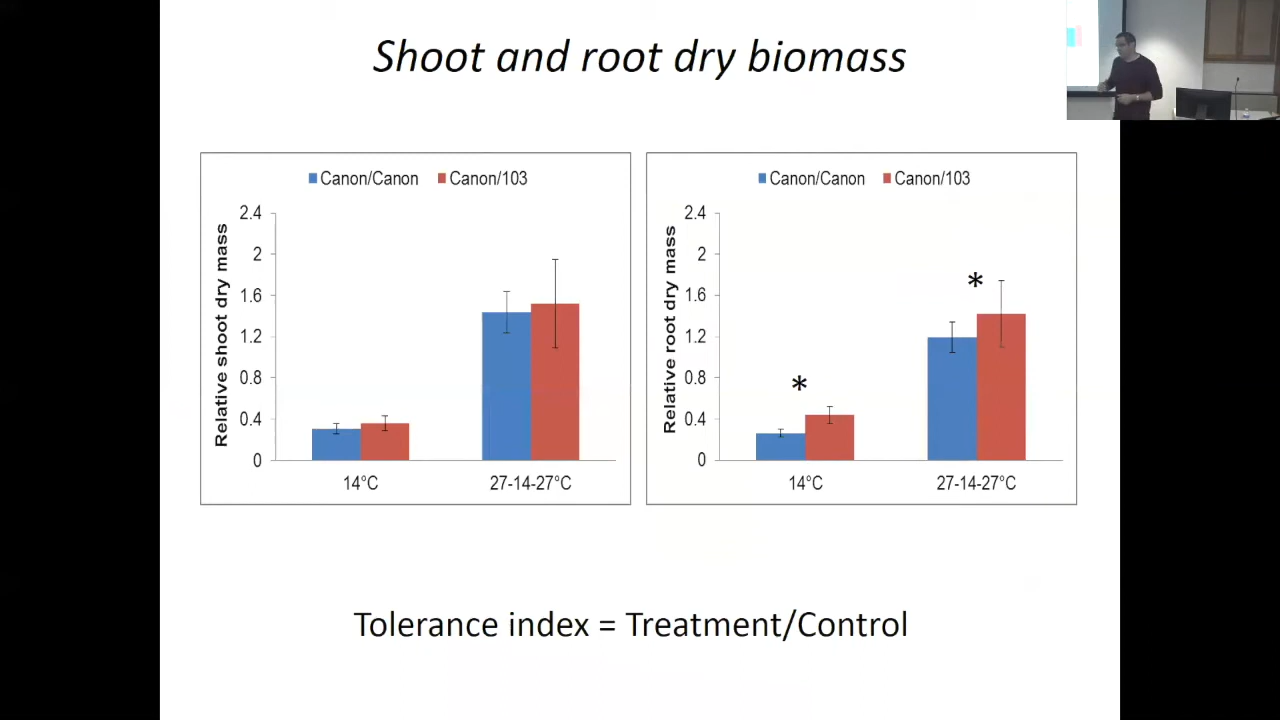 Shoot and root dry biomass
Canon/Canon Canon/103
Relative shoot dry mass
2.4
2
1.6
1.2
0.8
0.4
0
14°C 27-14-27°C
Canon/Canon Canon/103
Relative root dry mass
2.4
2
1.6
1.2
0.8
0.4
0
*
*
14°C 27-14-27°C
Tolerance index = Treatment/Control